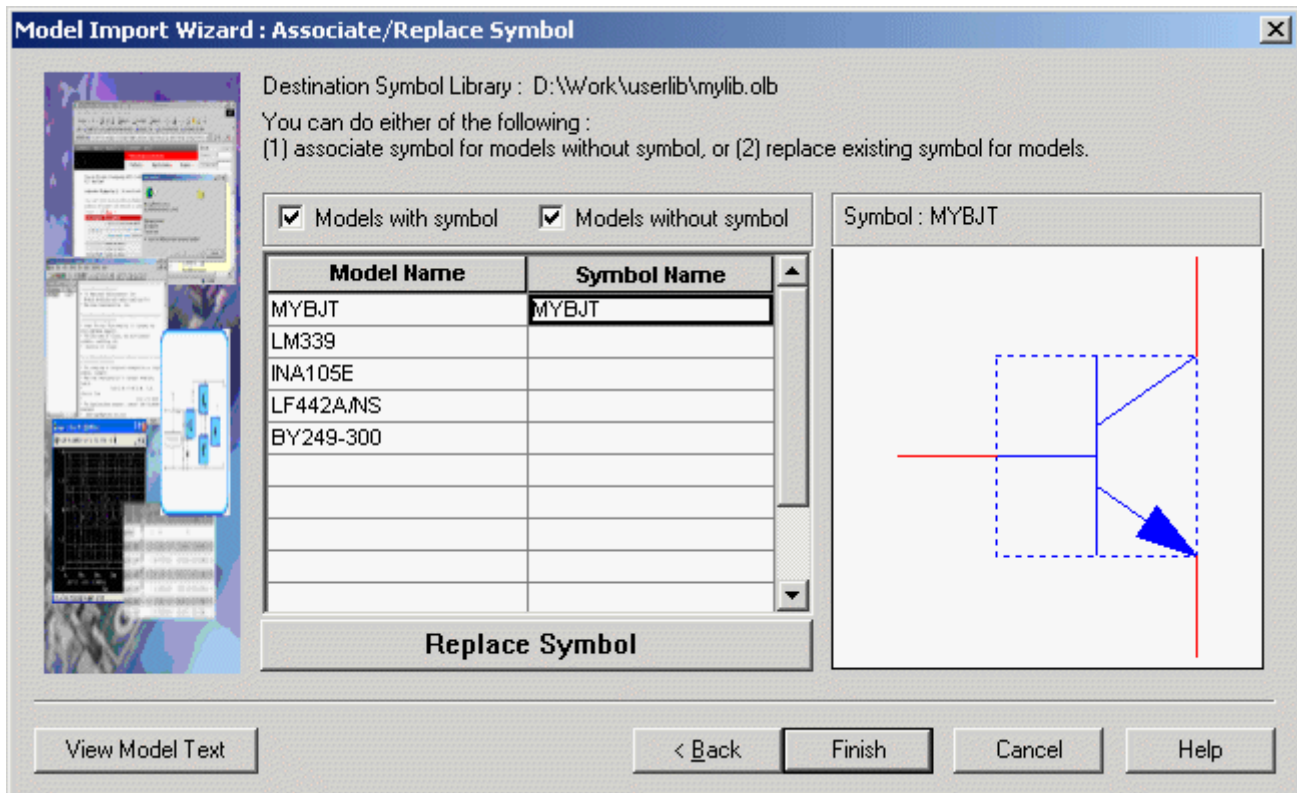 Model Import Wizard : Associate/Replace Symbol
Destination Symbol Library : D:\Work\userlib\mylib.olb
You can do either of the following :
(1) associate symbol for models without symbol, or (2) replace existing symbol for models.
Models with symbol
Models without symbol
Symbol : MYBJT
Model Name
Symbol Name
MYBJT
MYBJT
LM339
INA105E
LF442A/NS
BY249-300
Replace Symbol
View Model Text
< Back
Finish
Cancel
Help